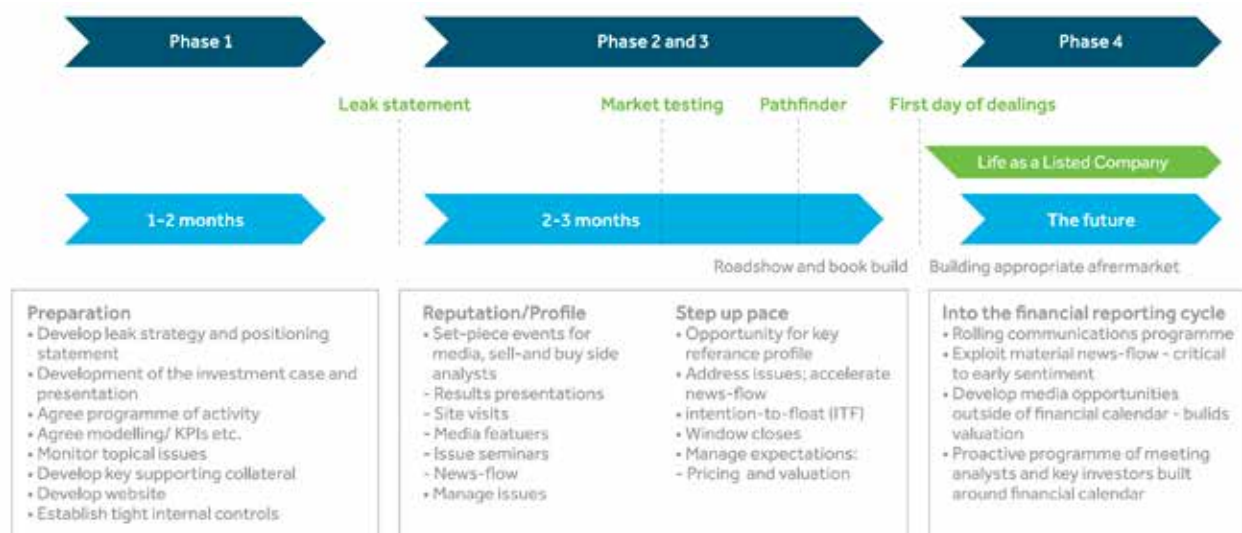 Phase 1
Phase 2 and 3
Phase 4
Leak statement
Market testing
Pathfinder
First day of dealings
Life as a Listed Company
1-2 months
2-3 months
The future
Roadshow and book build
Building appropriate afrermarket
Preparation
• Develop leak strategy and positioning
statement
• Development of the investment case and
presentation
• Agree programme of activity
• Agree modelling/ KPIs etc.
• Monitor topical issues
• Develop key supporting collateral
• Develop website
• Establish tight internal controls
Reputation/Profile
• Set-piece events for
media, sell-and buy side
analysts
- Results presentations
- Site visits
- Media featuers
- Issue seminars
- News-flow
• Manage issues
Step up pace
• Opportunity for key
referance profile
• Address issues; accelerate
news-flow
• intention-to-float (ITF)
• Window closes
• Manage expectations:
- Pricing and valuation
Into the financial reporting cycle
• Rolling communications programme
• Exploit material news-flow - critical
to early sentiment
• Develop media opportunities
outside of financial calendar - bulids
valuation
• Proactive programme of meeting
analysts and key investors built
around financial calendar